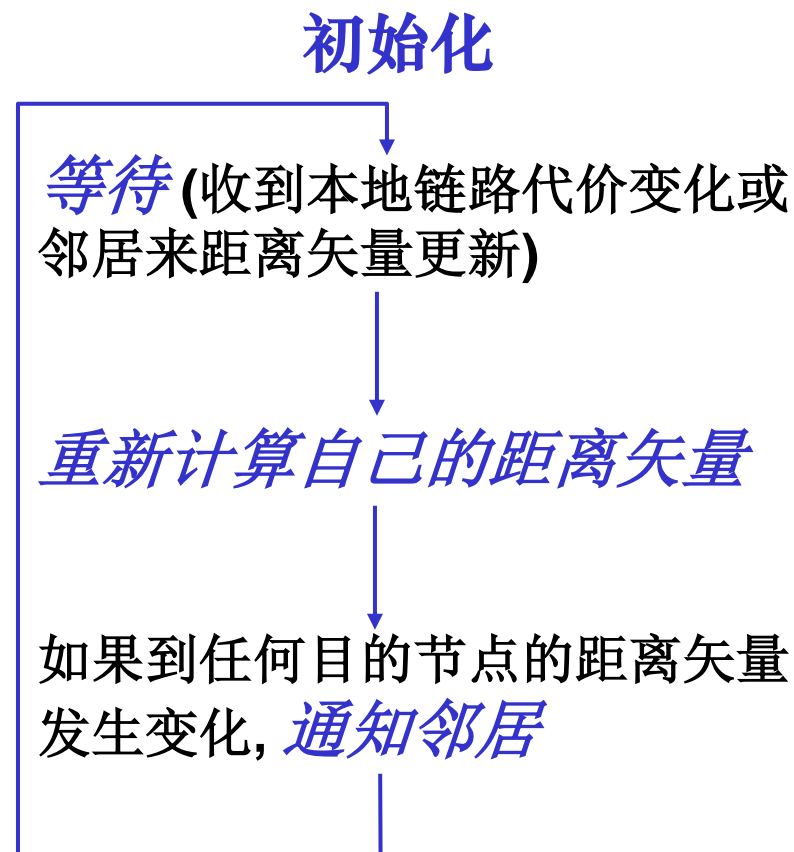 初始化
等待 (收到本地链路代价变化或
邻居来距离矢量更新)
重新计算自己的距离矢量
如果到任何目的节点的距离矢量
发生变化, 通知邻居